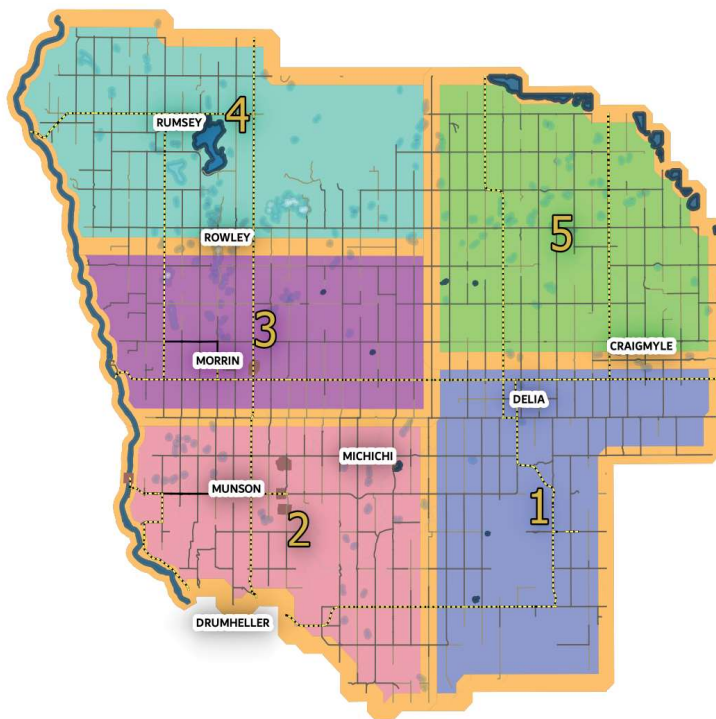 RUMSEY
4
ROWLEY
5
3
MORRIN
CRAIGMYLE
DELIA
MICHICHI
MUNSON
1
2
DRUMHELLER